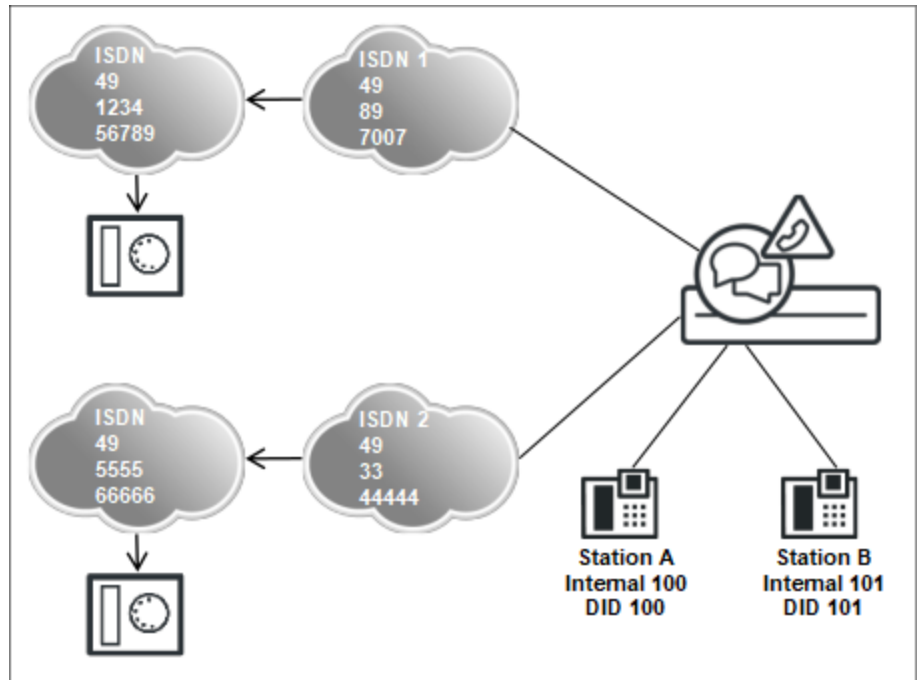 ISDN
49
1234
56789
ISDN 1
49
89
7007
ISDN
49
5555
66666
ISDN 2
49
33
44444
Station A
Internal 100
DID 100
Station B
Internal 101
DID 101